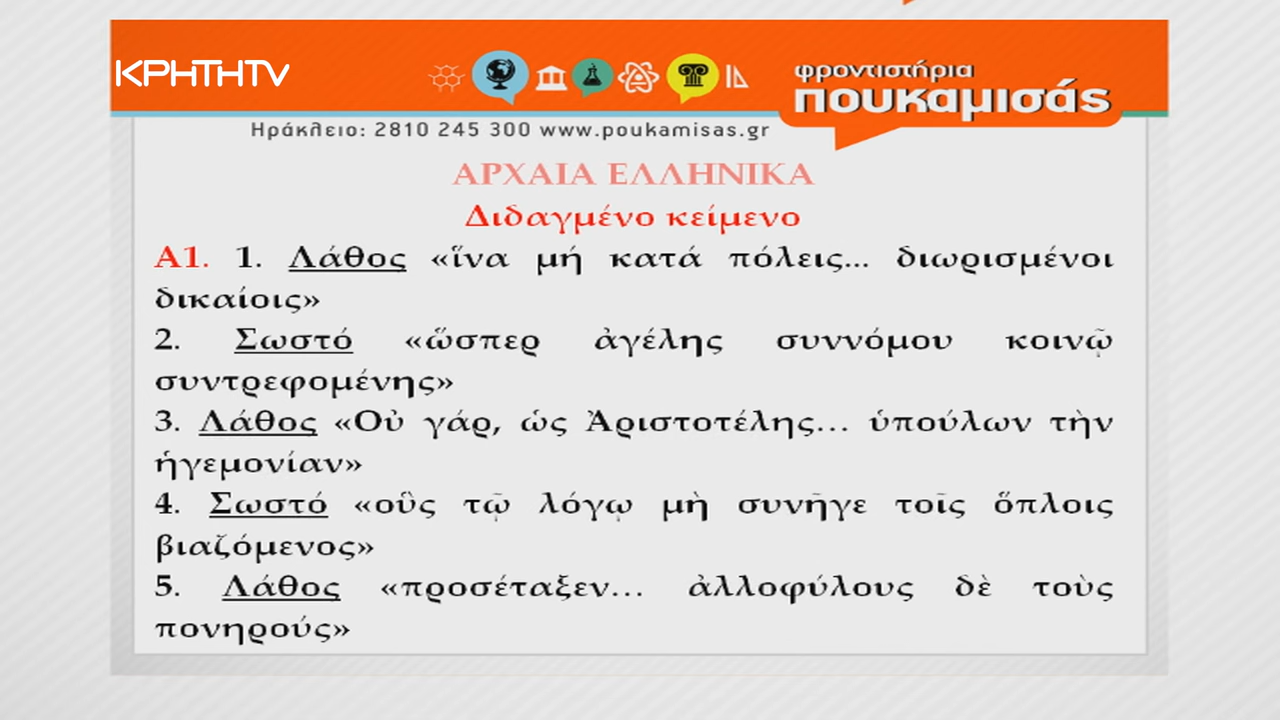 ΚΡΗΤΗTV
φροντιστήρια
πουκαμισάς
Ηράκλειο: 2810 245 300 www.poukamisas.gr
ΑΡΧΑΙΑ ΕΛΛΗΝΙΚΑ
Διδαγμένο κείμενο
Α1. 1. Λάθος «ἵνα μή κατά πόλεις... διωρισμένοι
δικαίοις»
2. Σωστό «ὥσπερ ἀγέλης συννόμου κοινῷ
συντρεφομένης»
3. Λάθος «Οὐ γάρ, ὡς Ἀριστοτέλης… ὑπούλων τὴν
ἡγεμονίαν»
4. Σωστό «οὓς τῷ λόγῳ μὴ συνῆγε τοῖς ὅπλοις
βιαζόμενος»
5. Λάθος «προσέταξεν… ἀλλοφύλους δὲ τοὺς
πονηρούς»